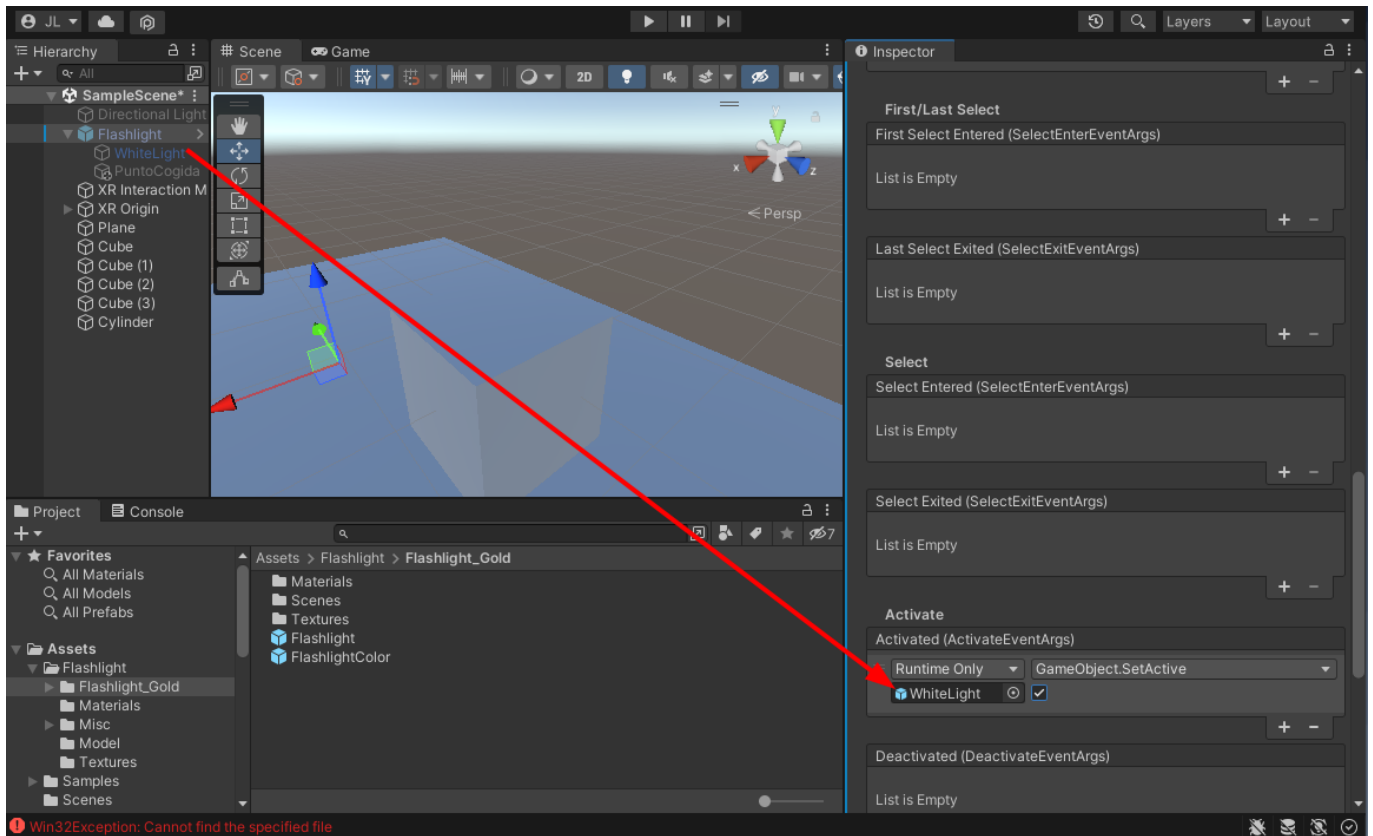 JL
Layers
Layout
Hierarchy
Scene
Game
Inspector
All
2D
SampleScene*
Directional Light
Flashlight
WhiteLight
PuntoCogida
XR Interaction M
XR Origin
Plane
Cube
Cube (1)
Cube (2)
Cube (3)
Cylinder
y
x
z
Persp
First/Last Select
First Select Entered (SelectEnterEventArgs)
List is Empty
Last Select Exited (SelectExitEventArgs)
List is Empty
Select
Select Entered (SelectEnterEventArgs)
List is Empty
Select Exited (SelectExitEventArgs)
List is Empty
Activate
Activated (ActivateEventArgs)
Runtime Only
GameObject.SetActive
WhiteLight
Deactivated (DeactivateEventArgs)
List is Empty
Project
Console
7
Favorites
All Materials
All Models
All Prefabs
Assets
Flashlight
Flashlight_Gold
Materials
Misc
Model
Textures
Samples
Scenes
Assets > Flashlight > Flashlight_Gold
Materials
Scenes
Textures
Flashlight
FlashlightColor
Win32Exception: Cannot find the specified file